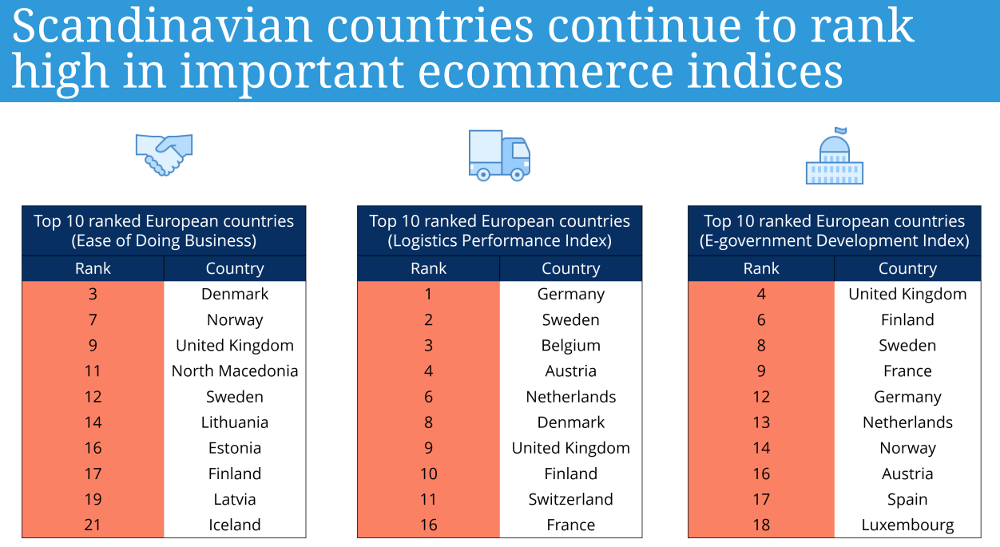 Scandinavian countries continue to rank
high in important ecommerce indices
Top 10 ranked European countries
(Ease of Doing Business)
Rank Country
3 Denmark
7 Norway
9 United Kingdom
11 North Macedonia
12 Sweden
14 Lithuania
16 Estonia
17 Finland
19 Latvia
21 Iceland
Top 10 ranked European countries
(Logistics Performance Index)
Rank Country
1 Germany
2 Sweden
3 Belgium
4 Austria
6 Netherlands
8 Denmark
9 United Kingdom
10 Finland
11 Switzerland
16 France
Top 10 ranked European countries
(E-government Development Index)
Rank Country
4 United Kingdom
6 Finland
8 Sweden
9 France
12 Germany
13 Netherlands
14 Norway
16 Austria
17 Spain
18 Luxembourg